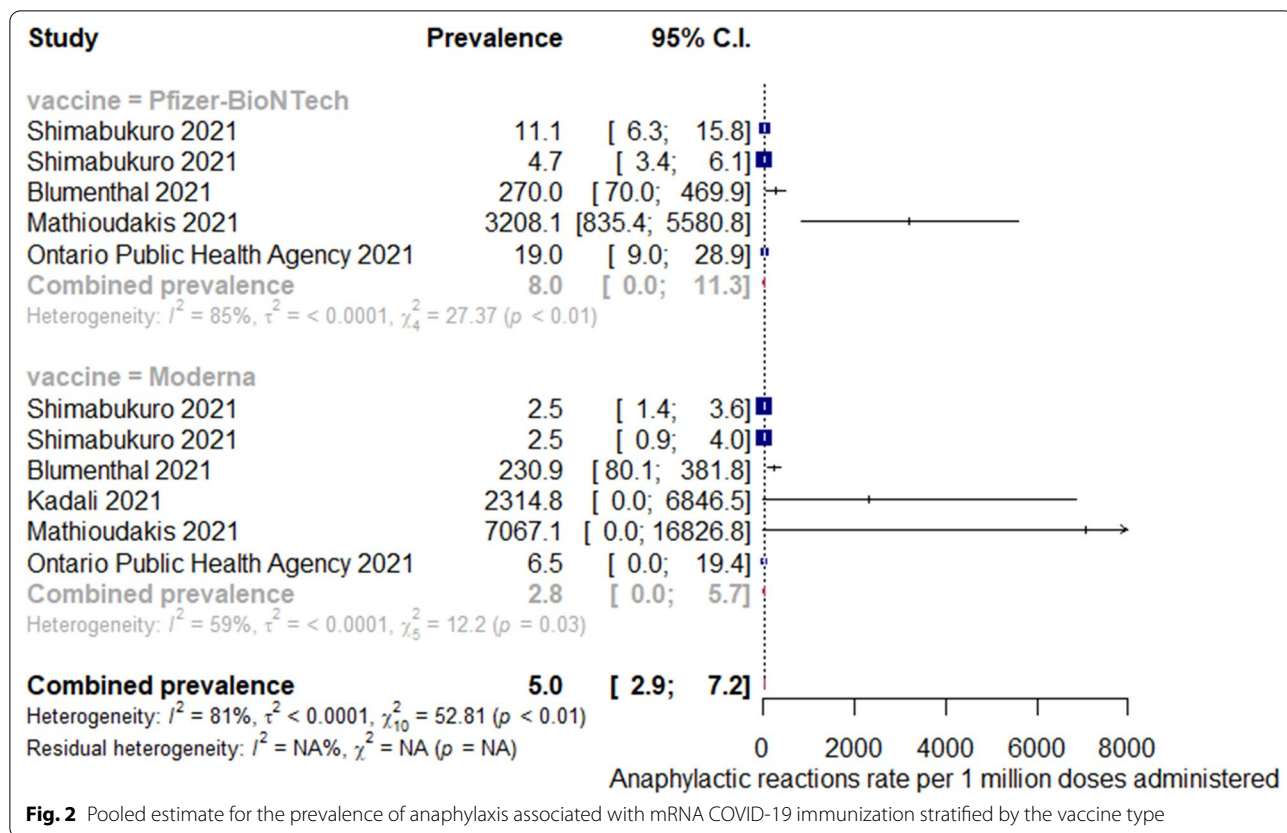 Study Prevalence 95% C.I.
vaccine = Pfizer-BioNTech
Shimabukuro 2021 11.1 [ 6.3; 15.8]
Shimabukuro 2021 4.7 [ 3.4; 6.1]
Blumenthal 2021 270.0 [70.0; 469.9]
Mathioudakis 2021 3208.1 [835.4; 5580.8]
Ontario Public Health Agency 2021 19.0 [ 9.0; 28.9]
Combined prevalence 8.0 [ 0.0; 11.3]
Heterogeneity: I² = 85%, τ² = < 0.0001, χ²₄ = 27.37 (p < 0.01)
vaccine = Moderna
Shimabukuro 2021 2.5 [ 1.4; 3.6]
Shimabukuro 2021 2.5 [ 0.9; 4.0]
Blumenthal 2021 230.9 [80.1; 381.8]
Kadali 2021 2314.8 [ 0.0; 6846.5]
Mathioudakis 2021 7067.1 [ 0.0; 16826.8]
Ontario Public Health Agency 2021 6.5 [ 0.0; 19.4]
Combined prevalence 2.8 [ 0.0; 5.7]
Heterogeneity: I² = 59%, τ² = < 0.0001, χ²₅ = 12.2 (p = 0.03)
Combined prevalence 5.0 [ 2.9; 7.2]
Heterogeneity: I² = 81%, τ² < 0.0001, χ²₁₀ = 52.81 (p < 0.01)
Residual heterogeneity: I² = NA%, χ² = NA (p = NA)
0 2000 4000 6000 8000
Anaphylactic reactions rate per 1 million doses administered
Fig. 2 Pooled estimate for the prevalence of anaphylaxis associated with mRNA COVID-19 immunization stratified by the vaccine type